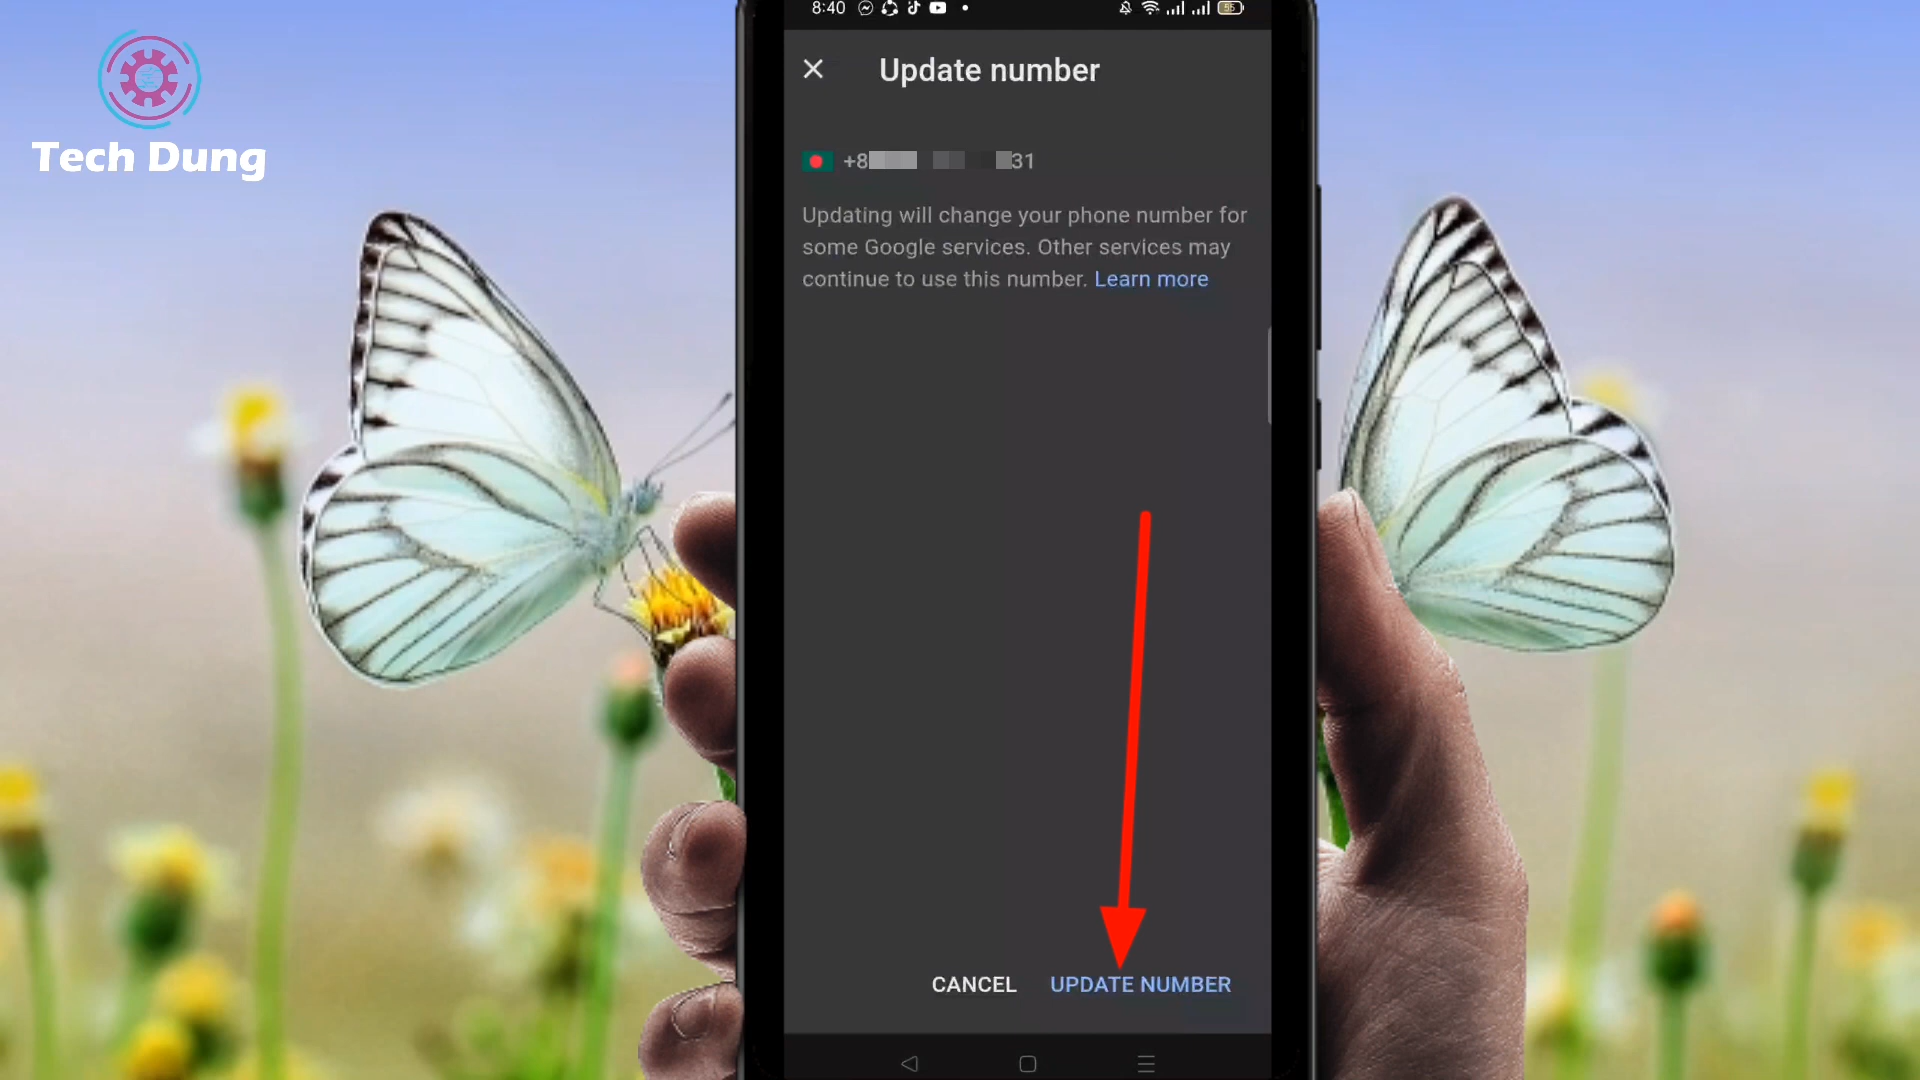 Tech Dung
8:40
55
Update number
+8 31
Updating will change your phone number for
some Google services. Other services may
continue to use this number. Learn more
CANCEL UPDATE NUMBER